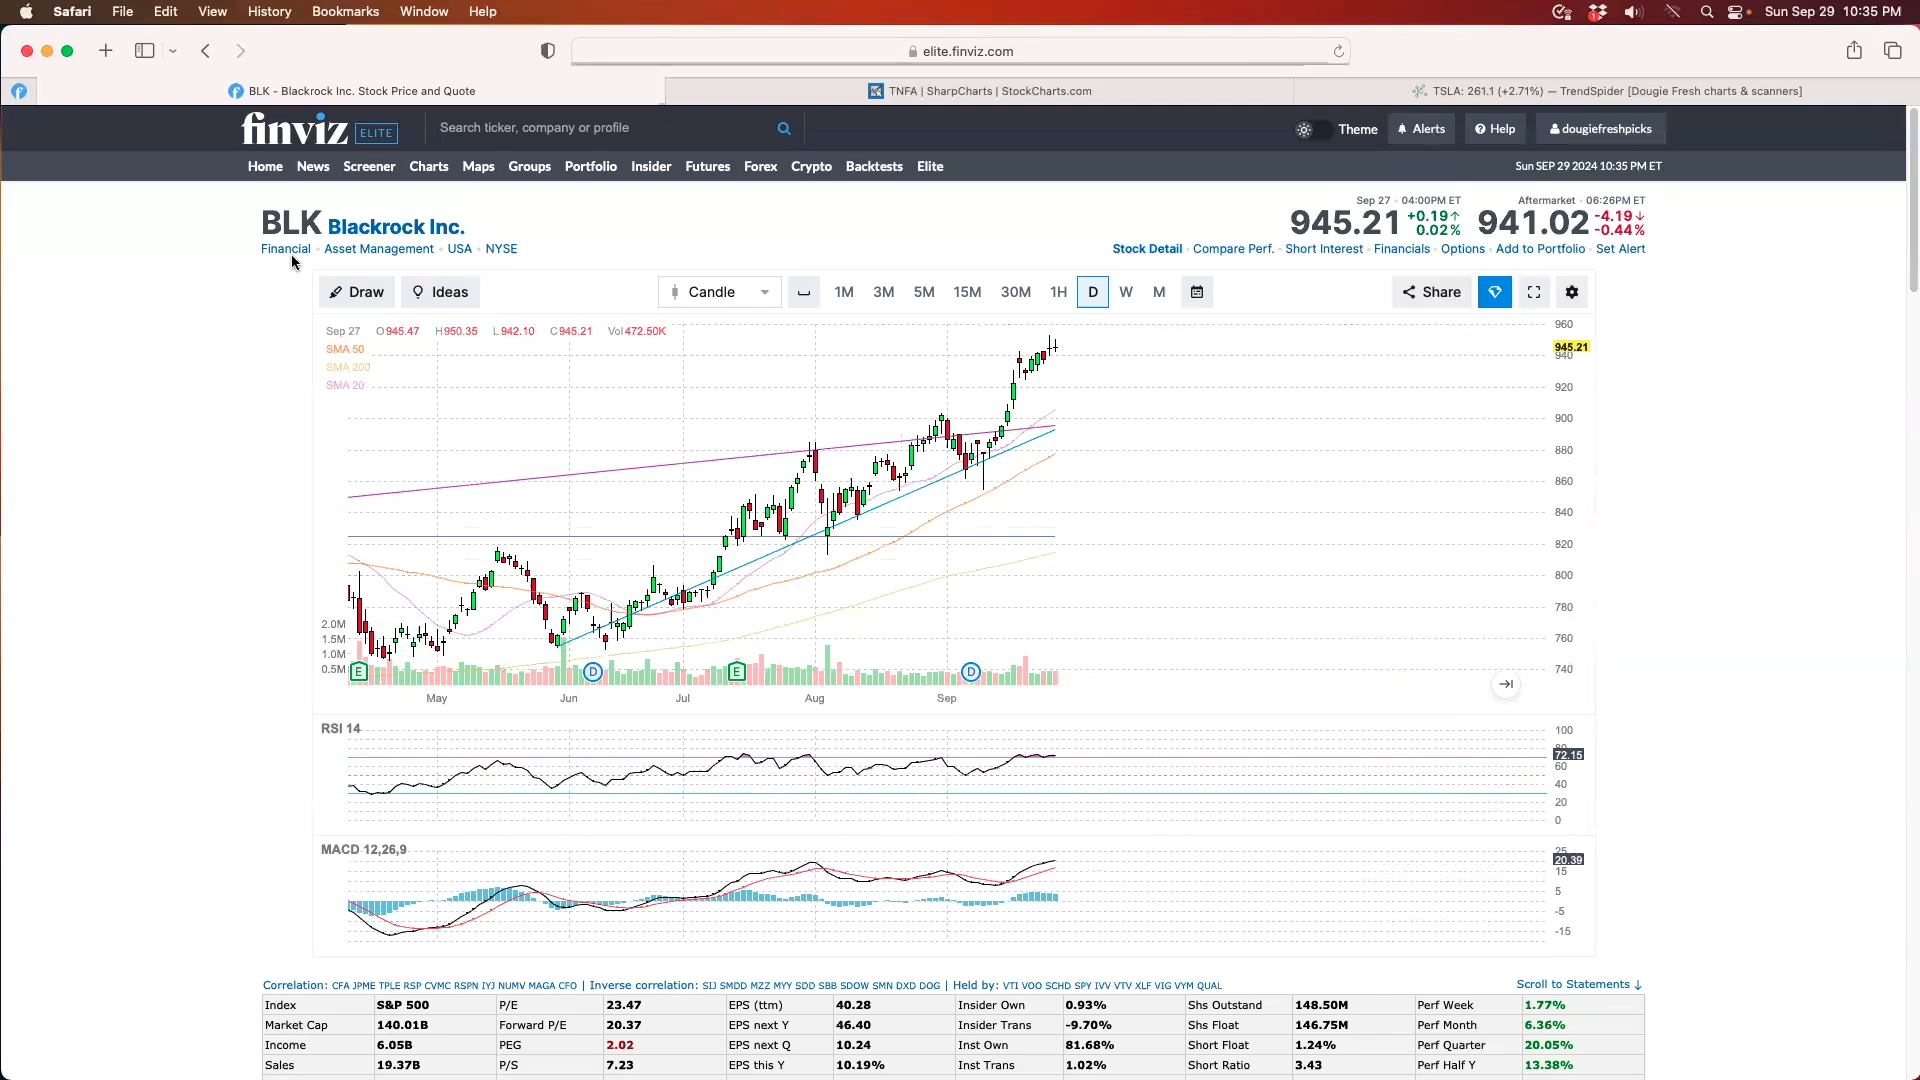 Safari File Edit View History Bookmarks Window Help
1
Sun Sep 29 10:35 PM
elite.finviz.com
BLK - Blackrock Inc. Stock Price and Quote
TNFA | SharpCharts | StockCharts.com
TSLA: 261.1 (+2.71%) — TrendSpider [Dougie Fresh charts & scanners]
finviz ELITE
Search ticker, company or profile
Theme Alerts Help dougiefreshpicks
Home News Screener Charts Maps Groups Portfolio Insider Futures Forex Crypto Backtests Elite
Sun SEP 29 2024 10:35 PM ET
Sep 27 · 04:00PM ET
Aftermarket · 06:26PM ET
BLK Blackrock Inc.
945.21 +0.19↑ 0.02%
941.02 -4.19↓ -0.44%
Financial · Asset Management · USA · NYSE
Stock Detail · Compare Perf. · Short Interest · Financials · Options · Add to Portfolio · Set Alert
Draw Ideas Candle 1M 3M 5M 15M 30M 1H D W M Share
Sep 27 O945.47 H950.35 L942.10 C945.21 Vol472.50K
SMA 50
SMA 200
SMA 20
960
945.21
940
920
900
880
860
840
820
800
780
760
740
2.0M
1.5M
1.0M
0.5M
E D E D
May Jun Jul Aug Sep
RSI 14
100
80
72.15
60
40
20
0
MACD 12,26,9
25
20.39
15
5
-5
-15
Correlation: CFA JPME TPLE RSP CVMC RSPN IYJ NUMV MAGA CFO | Inverse correlation: SIJ SMDD MZZ MYY SDD SBB SDOW SMN DXD DOG | Held by: VTI VOO SCHD SPY IVV VTV XLF VIG VYM QUAL
Scroll to Statements ↓
Index S&P 500 P/E 23.47 EPS (ttm) 40.28 Insider Own 0.93% Shs Outstand 148.50M Perf Week 1.77%
Market Cap 140.01B Forward P/E 20.37 EPS next Y 46.40 Insider Trans -9.70% Shs Float 146.75M Perf Month 6.36%
Income 6.05B PEG 2.02 EPS next Q 10.24 Inst Own 81.68% Short Float 1.24% Perf Quarter 20.05%
Sales 19.37B P/S 7.23 EPS this Y 10.19% Inst Trans 1.02% Short Ratio 3.43 Perf Half Y 13.38%